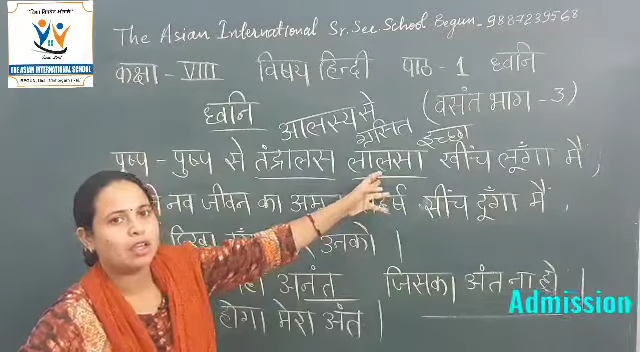 The Asian International Sr. Sec. School Begun - 9887239568
THE ASIAN INTERNATIONAL SCHOOL
कक्षा - VIII विषय हिन्दी पाठ - 1 ध्वनि
ध्वनि (वसंत भाग - 3)
आलस्य से ग्रसित इच्छा
पुष्प - पुष्प से तंद्रालस लालसा खींच लूँगा मैं,
नव जीवन का सींच दूँगा मैं,
उनको।
अनंत जिसका अंत ना हो।
होगा मेरा अंत।
Admission